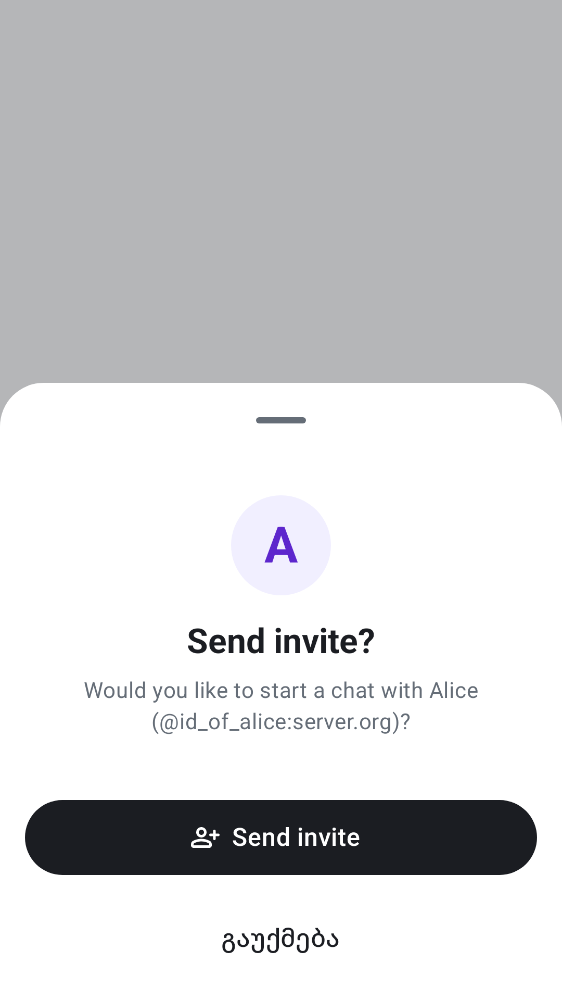 A
Send invite?
Would you like to start a chat with Alice
(@id_of_alice:server.org)?
Send invite
გაუქმება